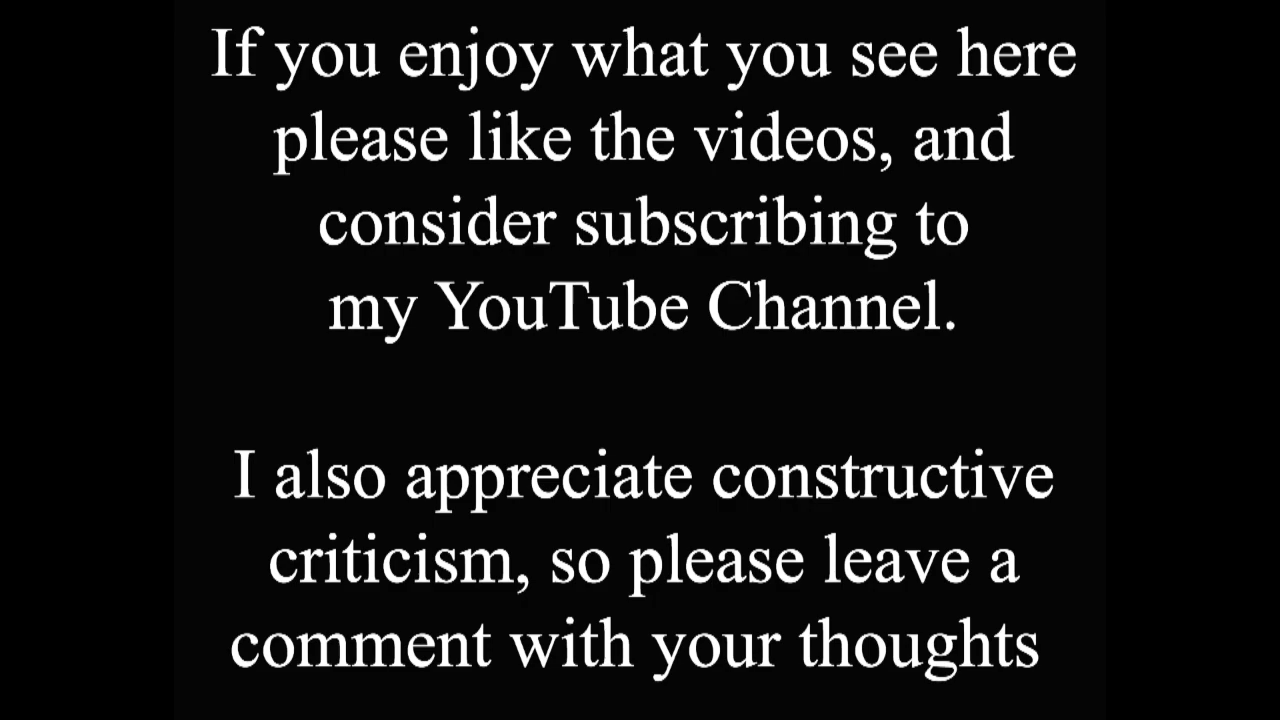 If you enjoy what you see here
please like the videos, and
consider subscribing to
my YouTube Channel.
I also appreciate constructive
criticism, so please leave a
comment with your thoughts